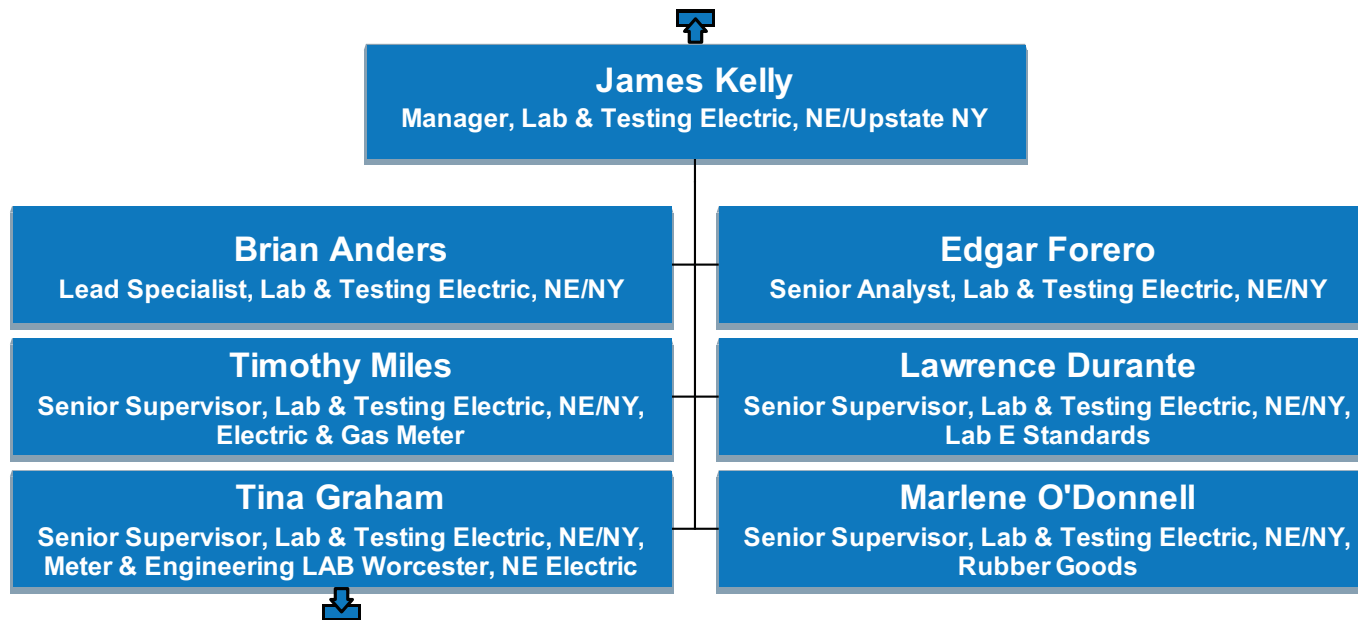 James Kelly
Manager, Lab & Testing Electric, NE/Upstate NY
Brian Anders
Lead Specialist, Lab & Testing Electric, NE/NY
Edgar Forero
Senior Analyst, Lab & Testing Electric, NE/NY
Timothy Miles
Senior Supervisor, Lab & Testing Electric, NE/NY,
Electric & Gas Meter
Lawrence Durante
Senior Supervisor, Lab & Testing Electric, NE/NY,
Lab E Standards
Tina Graham
Senior Supervisor, Lab & Testing Electric, NE/NY,
Meter & Engineering LAB Worcester, NE Electric
Marlene O'Donnell
Senior Supervisor, Lab & Testing Electric, NE/NY,
Rubber Goods